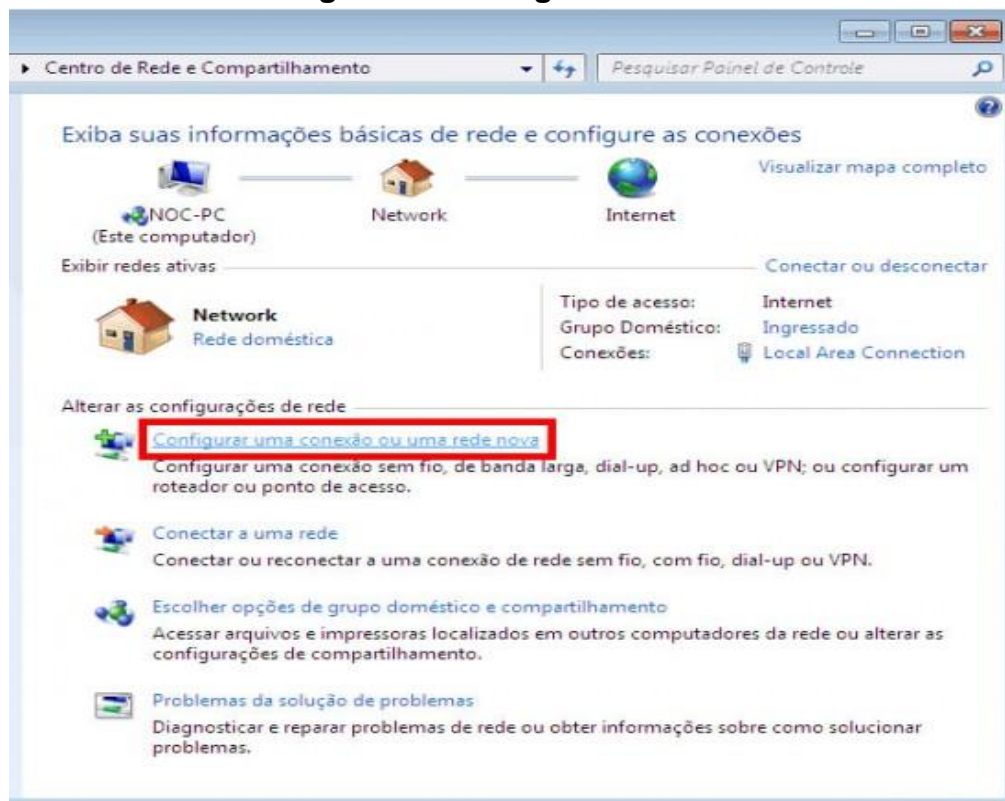 Centro de Rede e Compartilhamento
Pesquisar Painel de Controle
Exiba suas informações básicas de rede e configure as conexões
Visualizar mapa completo
NOC-PC
(Este computador)
Network
Internet
Exibir redes ativas
Conectar ou desconectar
Network
Rede doméstica
Tipo de acesso: Internet
Grupo Doméstico: Ingressado
Conexões: Local Area Connection
Alterar as configurações de rede
Configurar uma conexão ou uma rede nova
Configurar uma conexão sem fio, de banda larga, dial-up, ad hoc ou VPN; ou configurar um
roteador ou ponto de acesso.
Conectar a uma rede
Conectar ou reconectar a uma conexão de rede sem fio, com fio, dial-up ou VPN.
Escolher opções de grupo doméstico e compartilhamento
Acessar arquivos e impressoras localizados em outros computadores da rede ou alterar as
configurações de compartilhamento.
Problemas da solução de problemas
Diagnosticar e reparar problemas de rede ou obter informações sobre como solucionar
problemas.